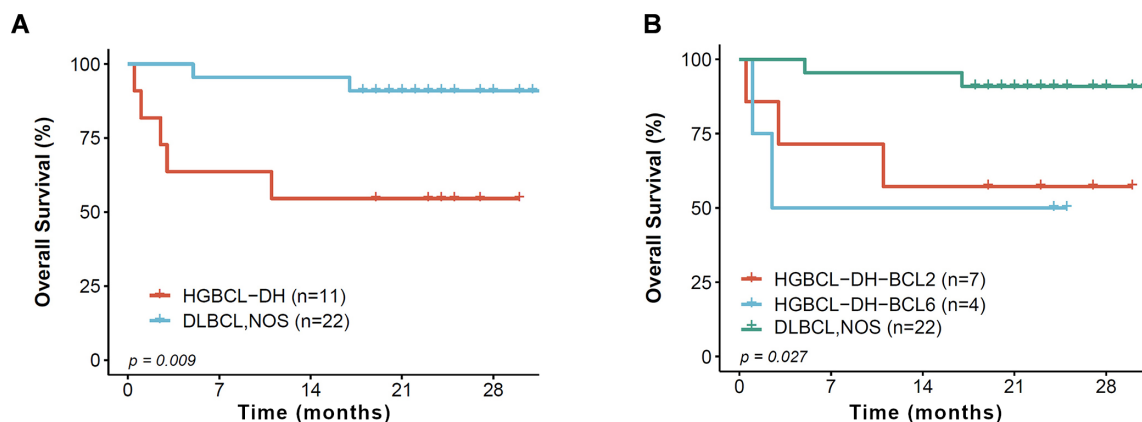 A
Overall Survival (%)
100
75
50
25
0
HGBCL−DH (n=11)
DLBCL,NOS (n=22)
p = 0.009
0 7 14 21 28
Time (months)
B
Overall Survival (%)
100
75
50
25
0
HGBCL−DH−BCL2 (n=7)
HGBCL−DH−BCL6 (n=4)
DLBCL,NOS (n=22)
p = 0.027
0 7 14 21 28
Time (months)